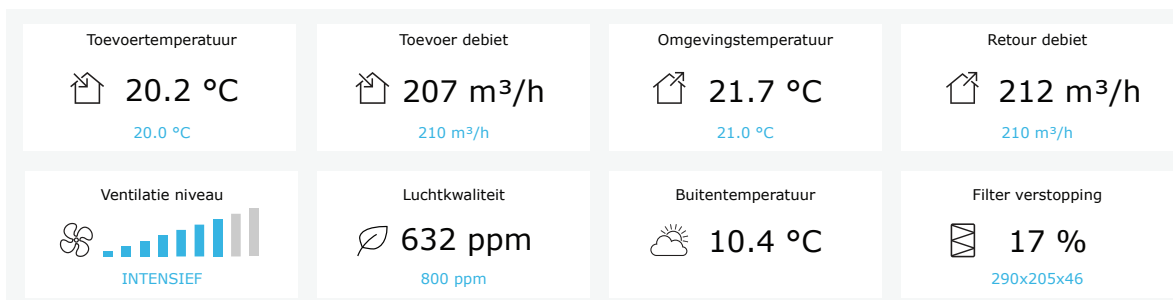 Toevoertemperatuur
20.2 °C
20.0 °C
Toevoer debiet
207 m³/h
210 m³/h
Omgevingstemperatuur
21.7 °C
21.0 °C
Retour debiet
212 m³/h
210 m³/h
Ventilatie niveau
INTENSIEF
Luchtkwaliteit
632 ppm
800 ppm
Buitentemperatuur
10.4 °C
Filter verstopping
17 %
290x205x46